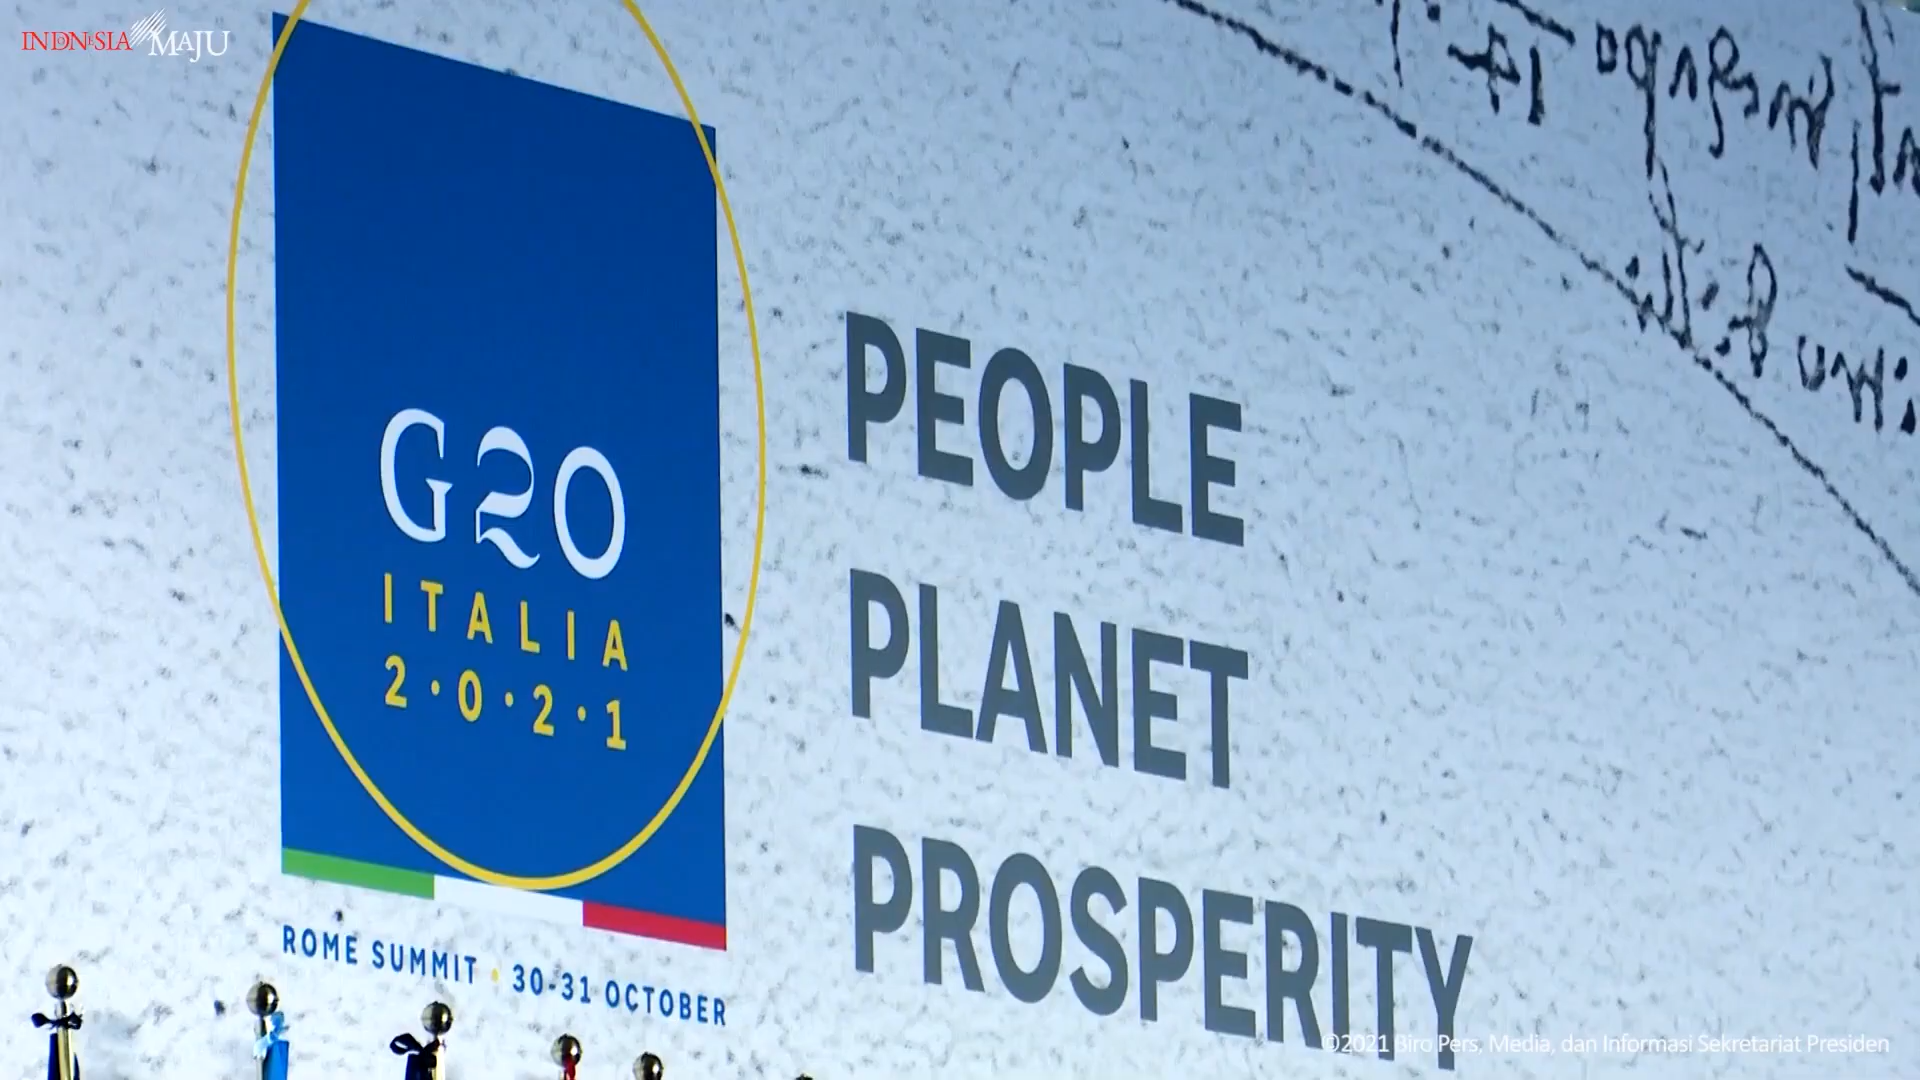 INDONESIA MAJU
G20
ITALIA
2·0·2·1
ROME SUMMIT • 30-31 OCTOBER
PEOPLE
PLANET
PROSPERITY
©2021 Biro Pers, Media, dan Informasi Sekretariat Presiden